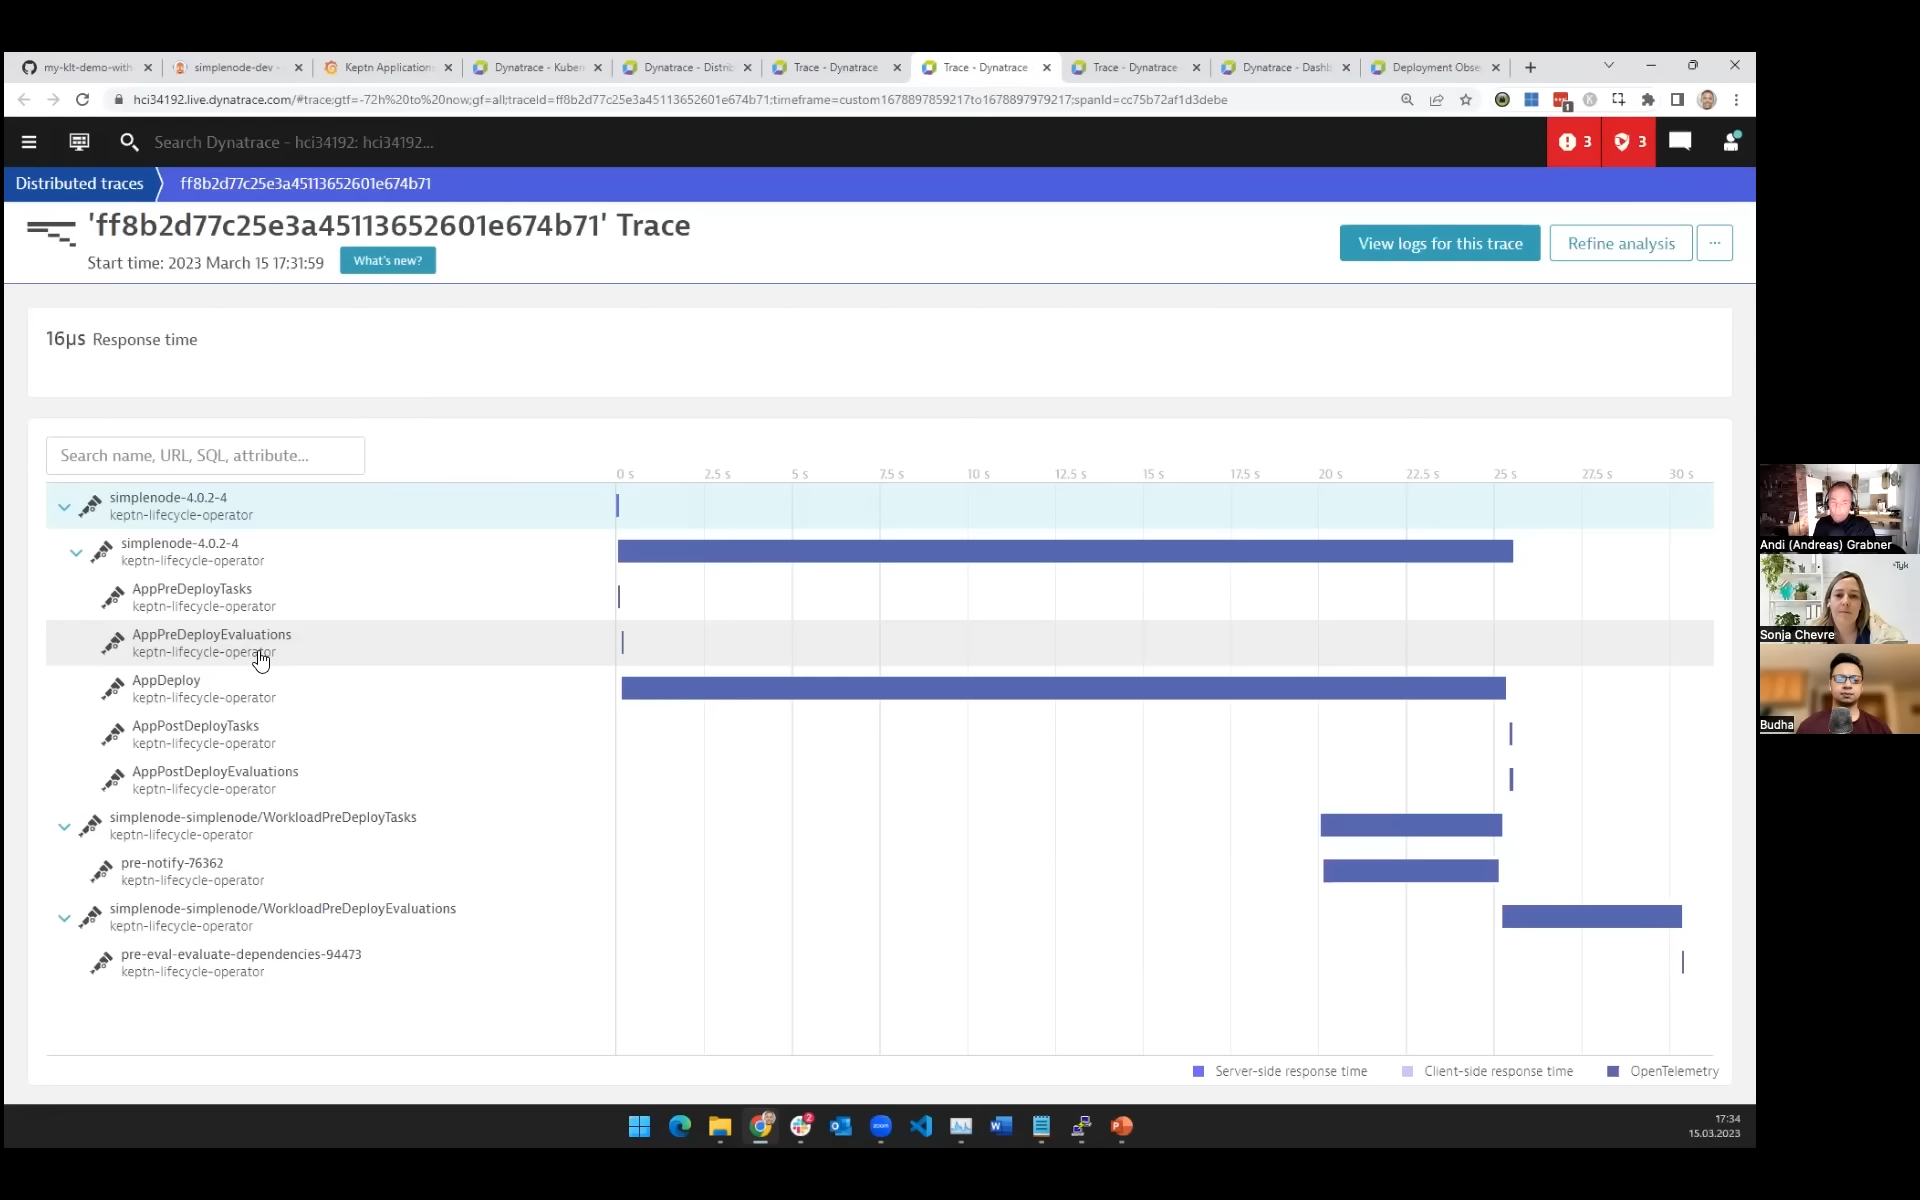 my-klt-demo-with
simplenode-dev -
Keptn Application
Dynatrace - Kuber
Dynatrace - Distri
Trace - Dynatrace
Trace - Dynatrace
Trace - Dynatrace
Dynatrace - Dashb
Deployment Obse
hci34192.live.dynatrace.com/#trace;gtf=-72h%20to%20now;gf=all;traceId=ff8b2d77c25e3a45113652601e674b71;timeframe=custom1678897859217to1678897979217;spanId=cc75b72af1d3debe
1
Search Dynatrace - hci34192: hci34192...
3
3
Distributed traces
ff8b2d77c25e3a45113652601e674b71
'ff8b2d77c25e3a45113652601e674b71' Trace
Start time: 2023 March 15 17:31:59
What's new?
View logs for this trace
Refine analysis
...
16µs Response time
Search name, URL, SQL, attribute...
0 s 2.5 s 5 s 7.5 s 10 s 12.5 s 15 s 17.5 s 20 s 22.5 s 25 s 27.5 s 30 s
simplenode-4.0.2-4
keptn-lifecycle-operator
simplenode-4.0.2-4
keptn-lifecycle-operator
AppPreDeployTasks
keptn-lifecycle-operator
AppPreDeployEvaluations
keptn-lifecycle-operator
AppDeploy
keptn-lifecycle-operator
AppPostDeployTasks
keptn-lifecycle-operator
AppPostDeployEvaluations
keptn-lifecycle-operator
simplenode-simplenode/WorkloadPreDeployTasks
keptn-lifecycle-operator
pre-notify-76362
keptn-lifecycle-operator
simplenode-simplenode/WorkloadPreDeployEvaluations
keptn-lifecycle-operator
pre-eval-evaluate-dependencies-94473
keptn-lifecycle-operator
Server-side response time
Client-side response time
OpenTelemetry
Andi (Andreas) Grabner
Tyk
Sonja Chevre
Budha
2
zoom
17:34
15.03.2023